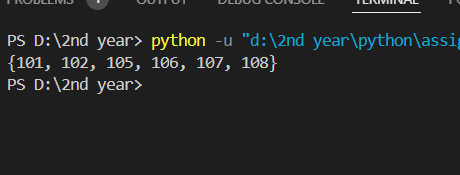 PROBLEMS 1 OUTPUT DEBUG CONSOLE TERMINAL
PS D:\2nd year> python -u "d:\2nd year\python\assig
{101, 102, 105, 106, 107, 108}
PS D:\2nd year>